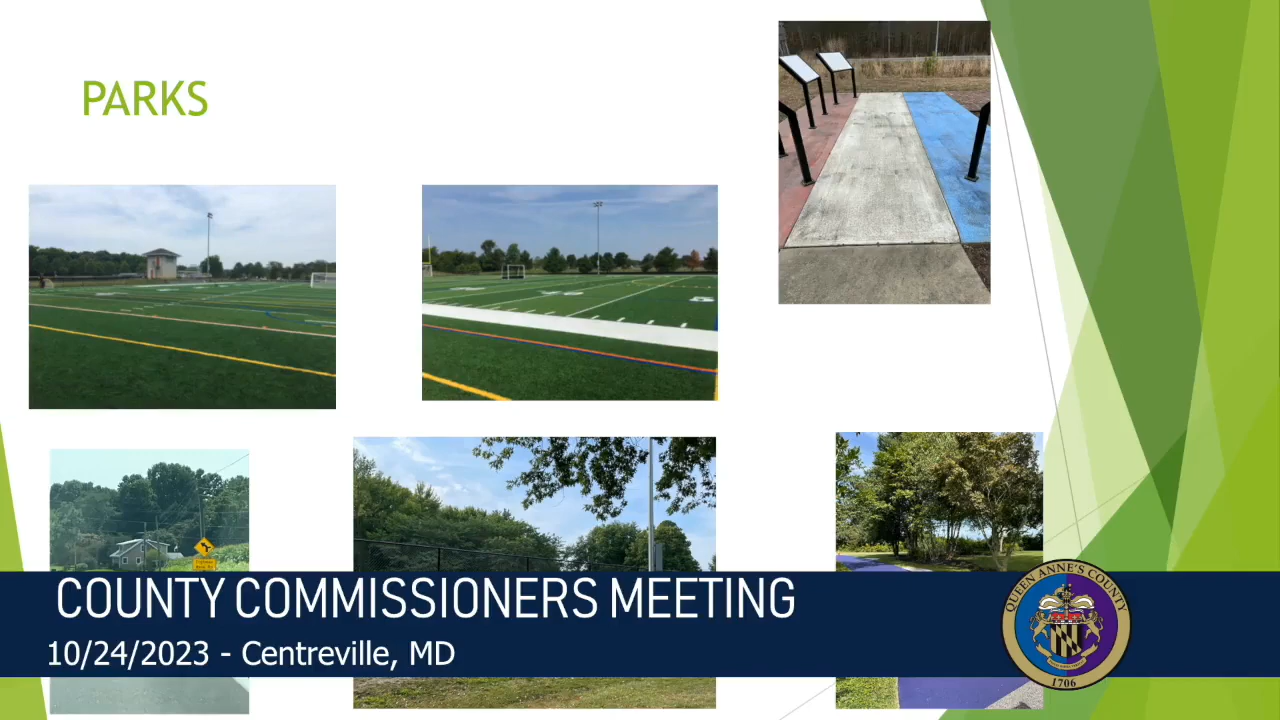 PARKS
COUNTY COMMISSIONERS MEETING
10/24/2023 - Centreville, MD
QUEEN ANNE'S COUNTY
1706